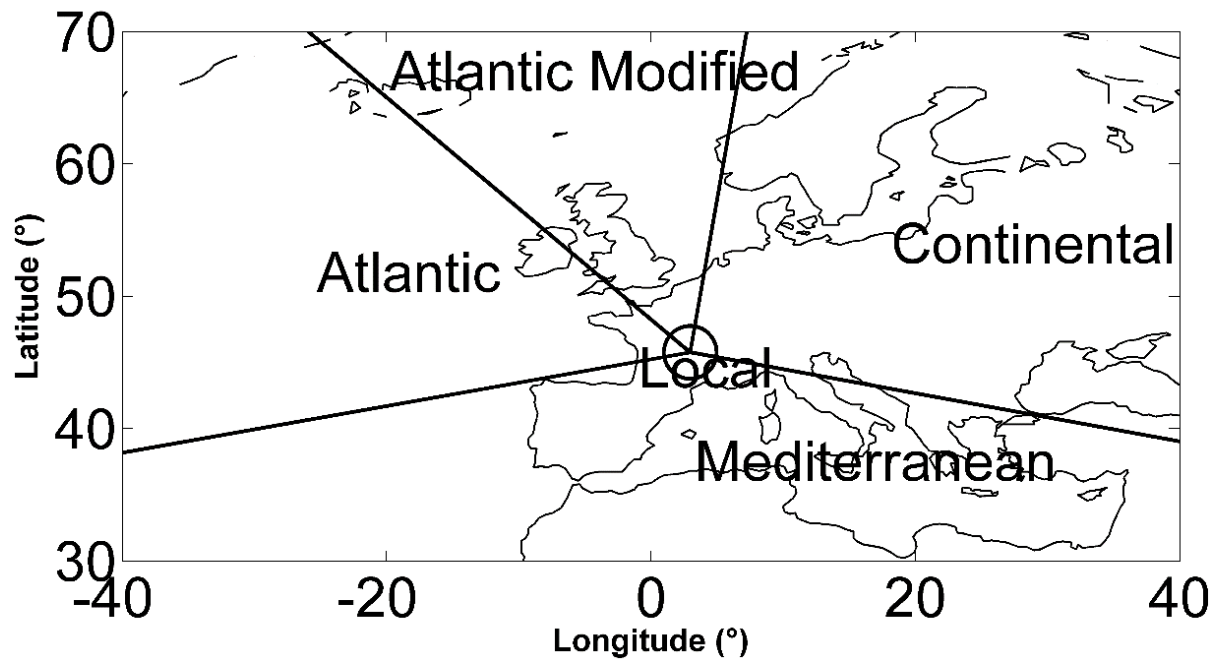 70
Atlantic Modified
60
Continental
Atlantic
50
Local
40
Mediterranean
30
-40
-20
0
20
40
Latitude (°)
Longitude (°)